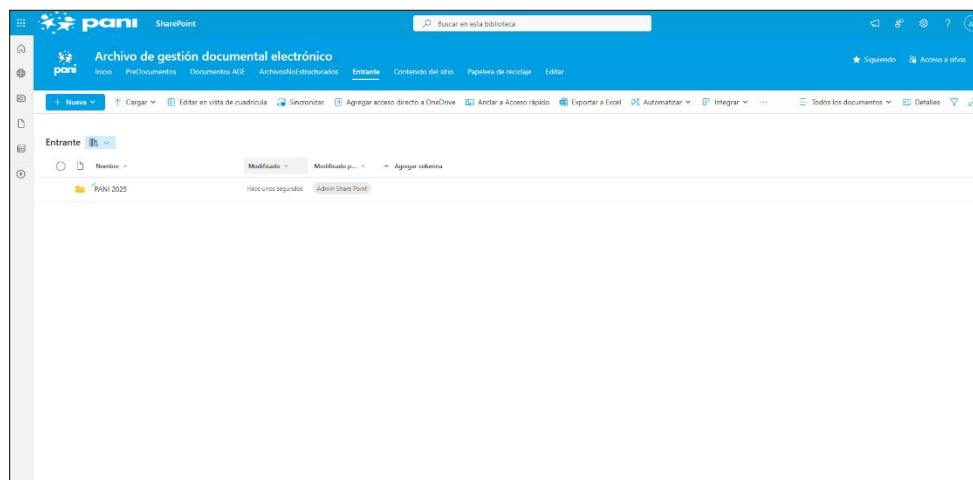 pani SharePoint Buscar en esta biblioteca ?
pani Archivo de gestión documental electrónico
Inicio PreDocumentos Documentos AGE ArchivosNoEstructurados Entrante Contenido del sitio Papelera de reciclaje Editar Siguiendo Acceso a sitios
+ Nuevo Cargar Editar en vista de cuadrícula Sincronizar Agregar acceso directo a OneDrive Anclar a Acceso rápido Exportar a Excel Automatizar Integrar ... Todos los documentos Detalles
Entrante
Nombre Modificado Modificado p... + Agregar columna
PANI 2025 Hace unos segundos Admin Share Point